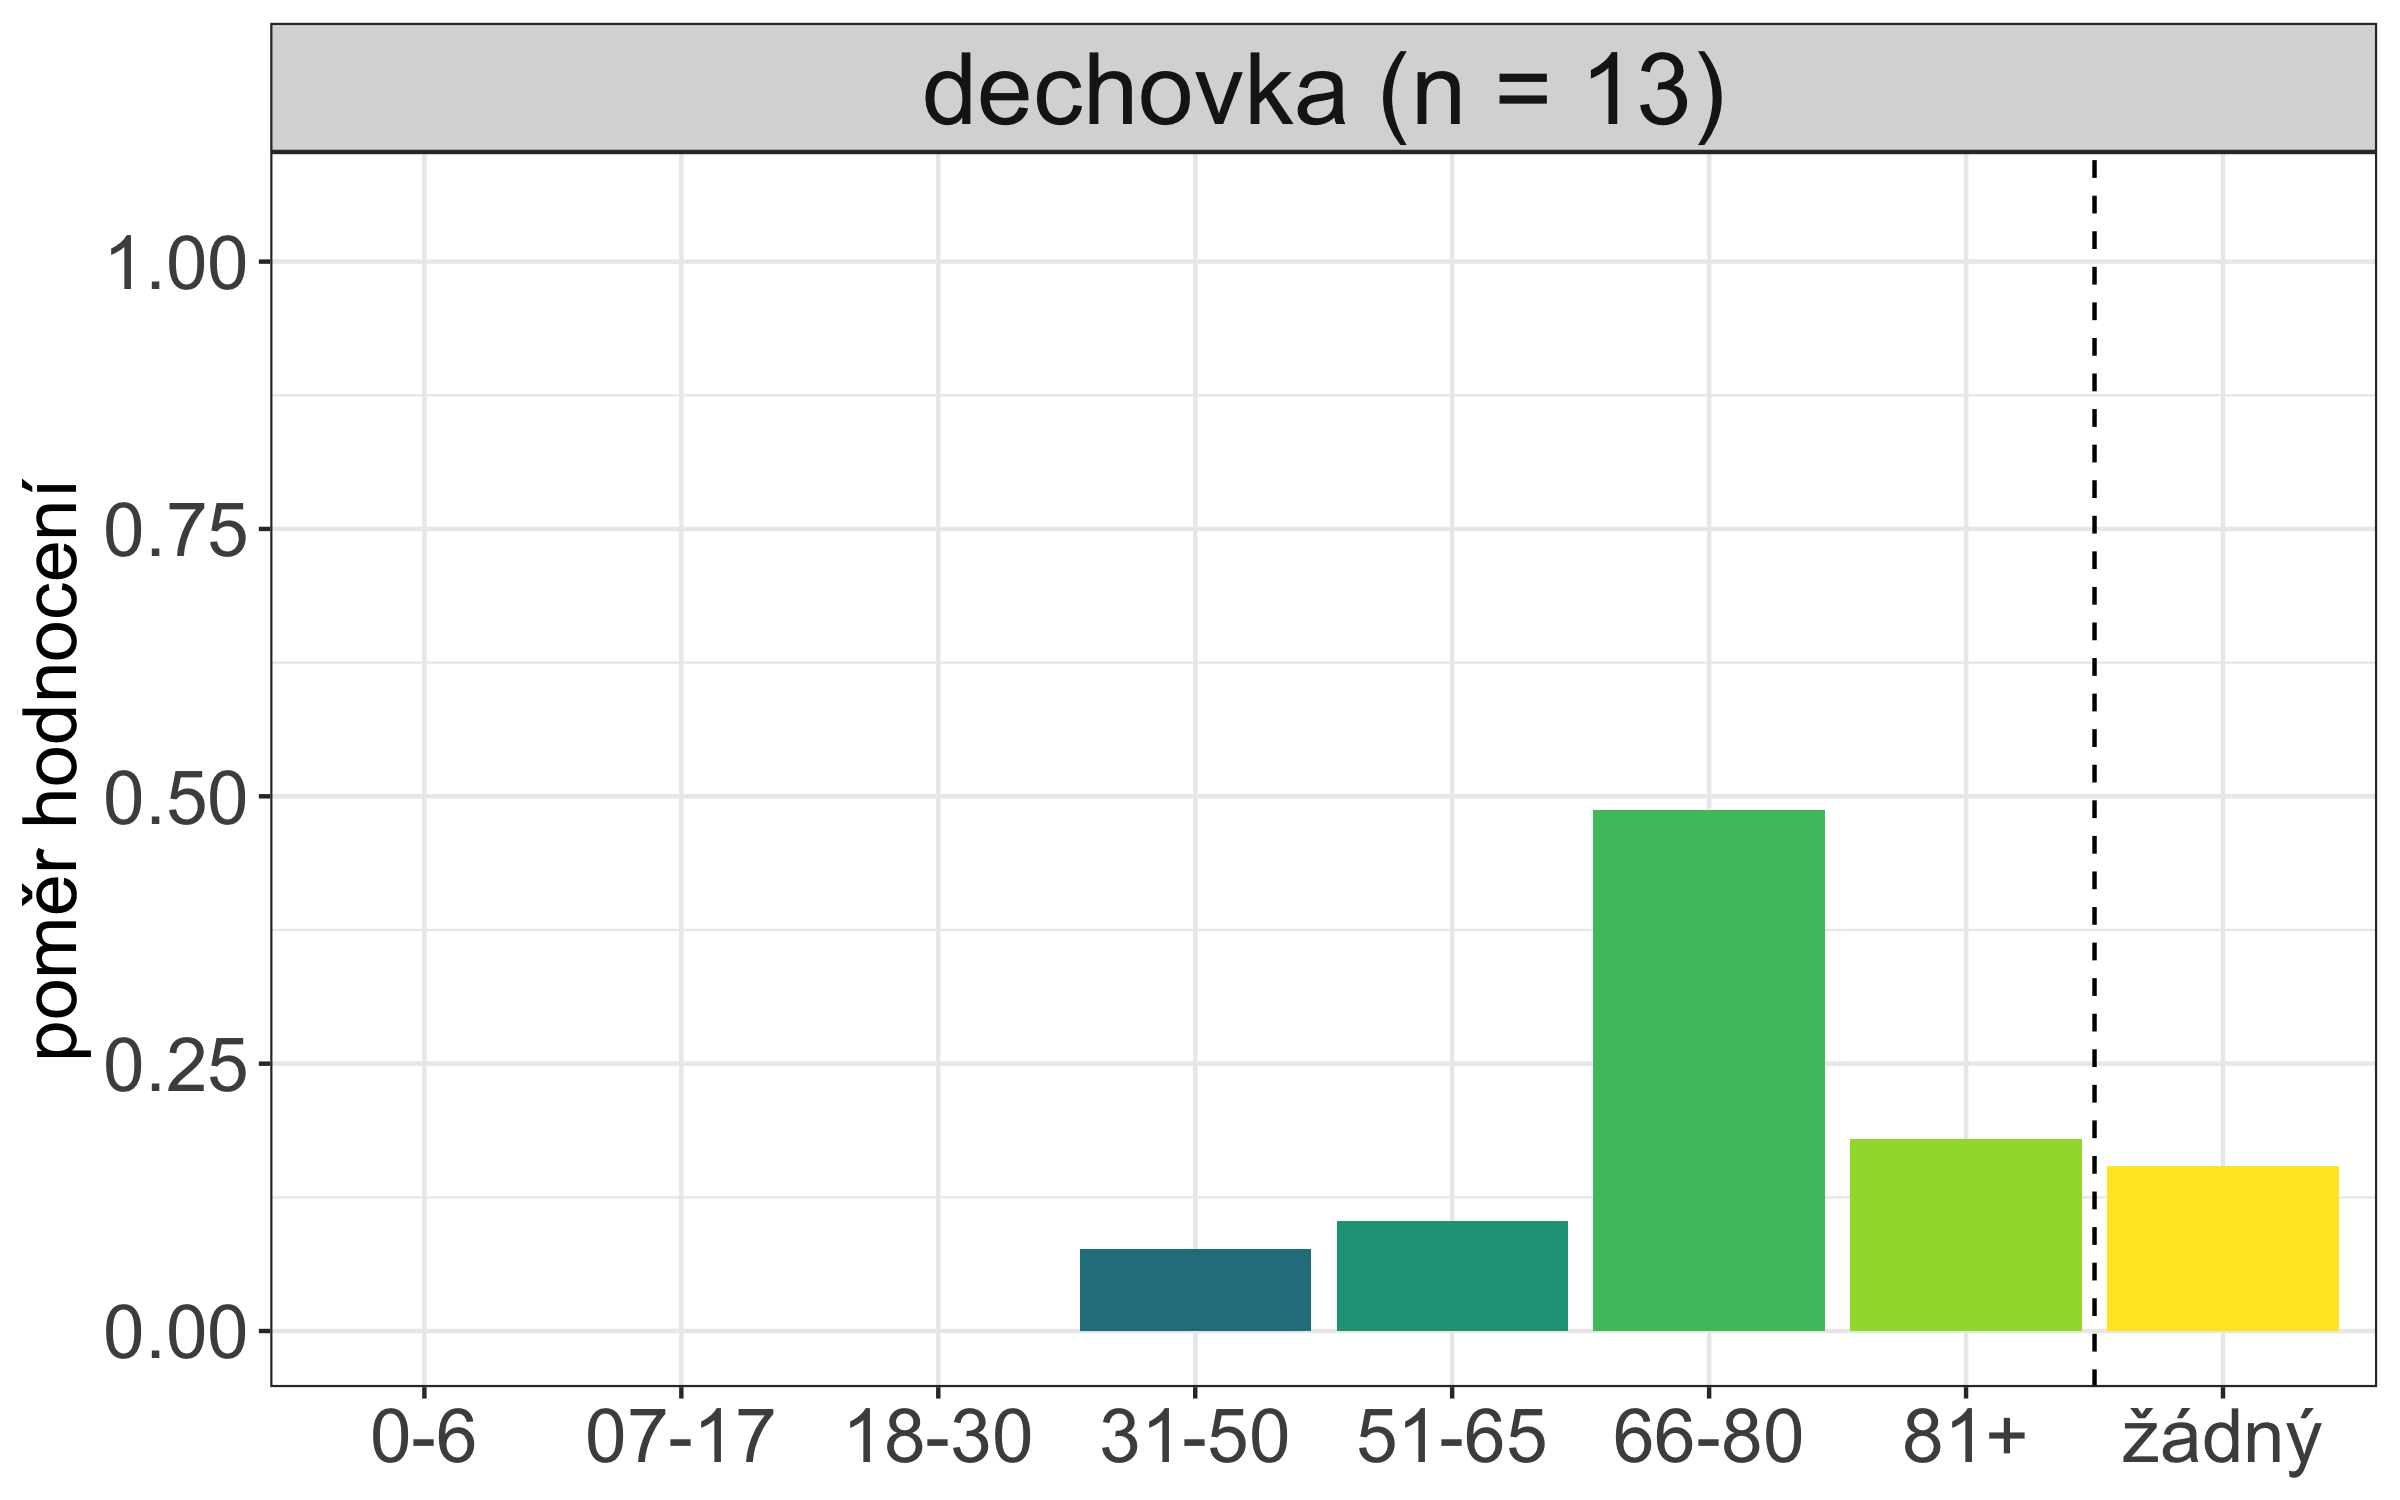 dechovka (n = 13)
poměr hodnocení
1.00
0.75
0.50
0.25
0.00
0-6 07-17 18-30 31-50 51-65 66-80 81+ žádný